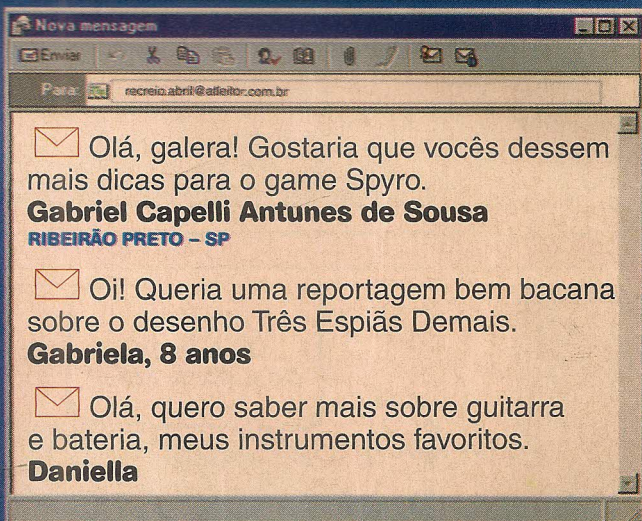 Nova mensagem
Enviar
Para: recreio.abril@atleitor.com.br
Olá, galera! Gostaria que vocês dessem
mais dicas para o game Spyro.
Gabriel Capelli Antunes de Sousa
RIBEIRÃO PRETO – SP
Oi! Queria uma reportagem bem bacana
sobre o desenho Três Espiãs Demais.
Gabriela, 8 anos
Olá, quero saber mais sobre guitarra
e bateria, meus instrumentos favoritos.
Daniella